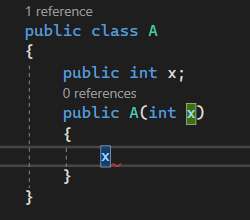 1 reference
public class A
{
public int x;
0 references
public A(int x)
{
x
}
}